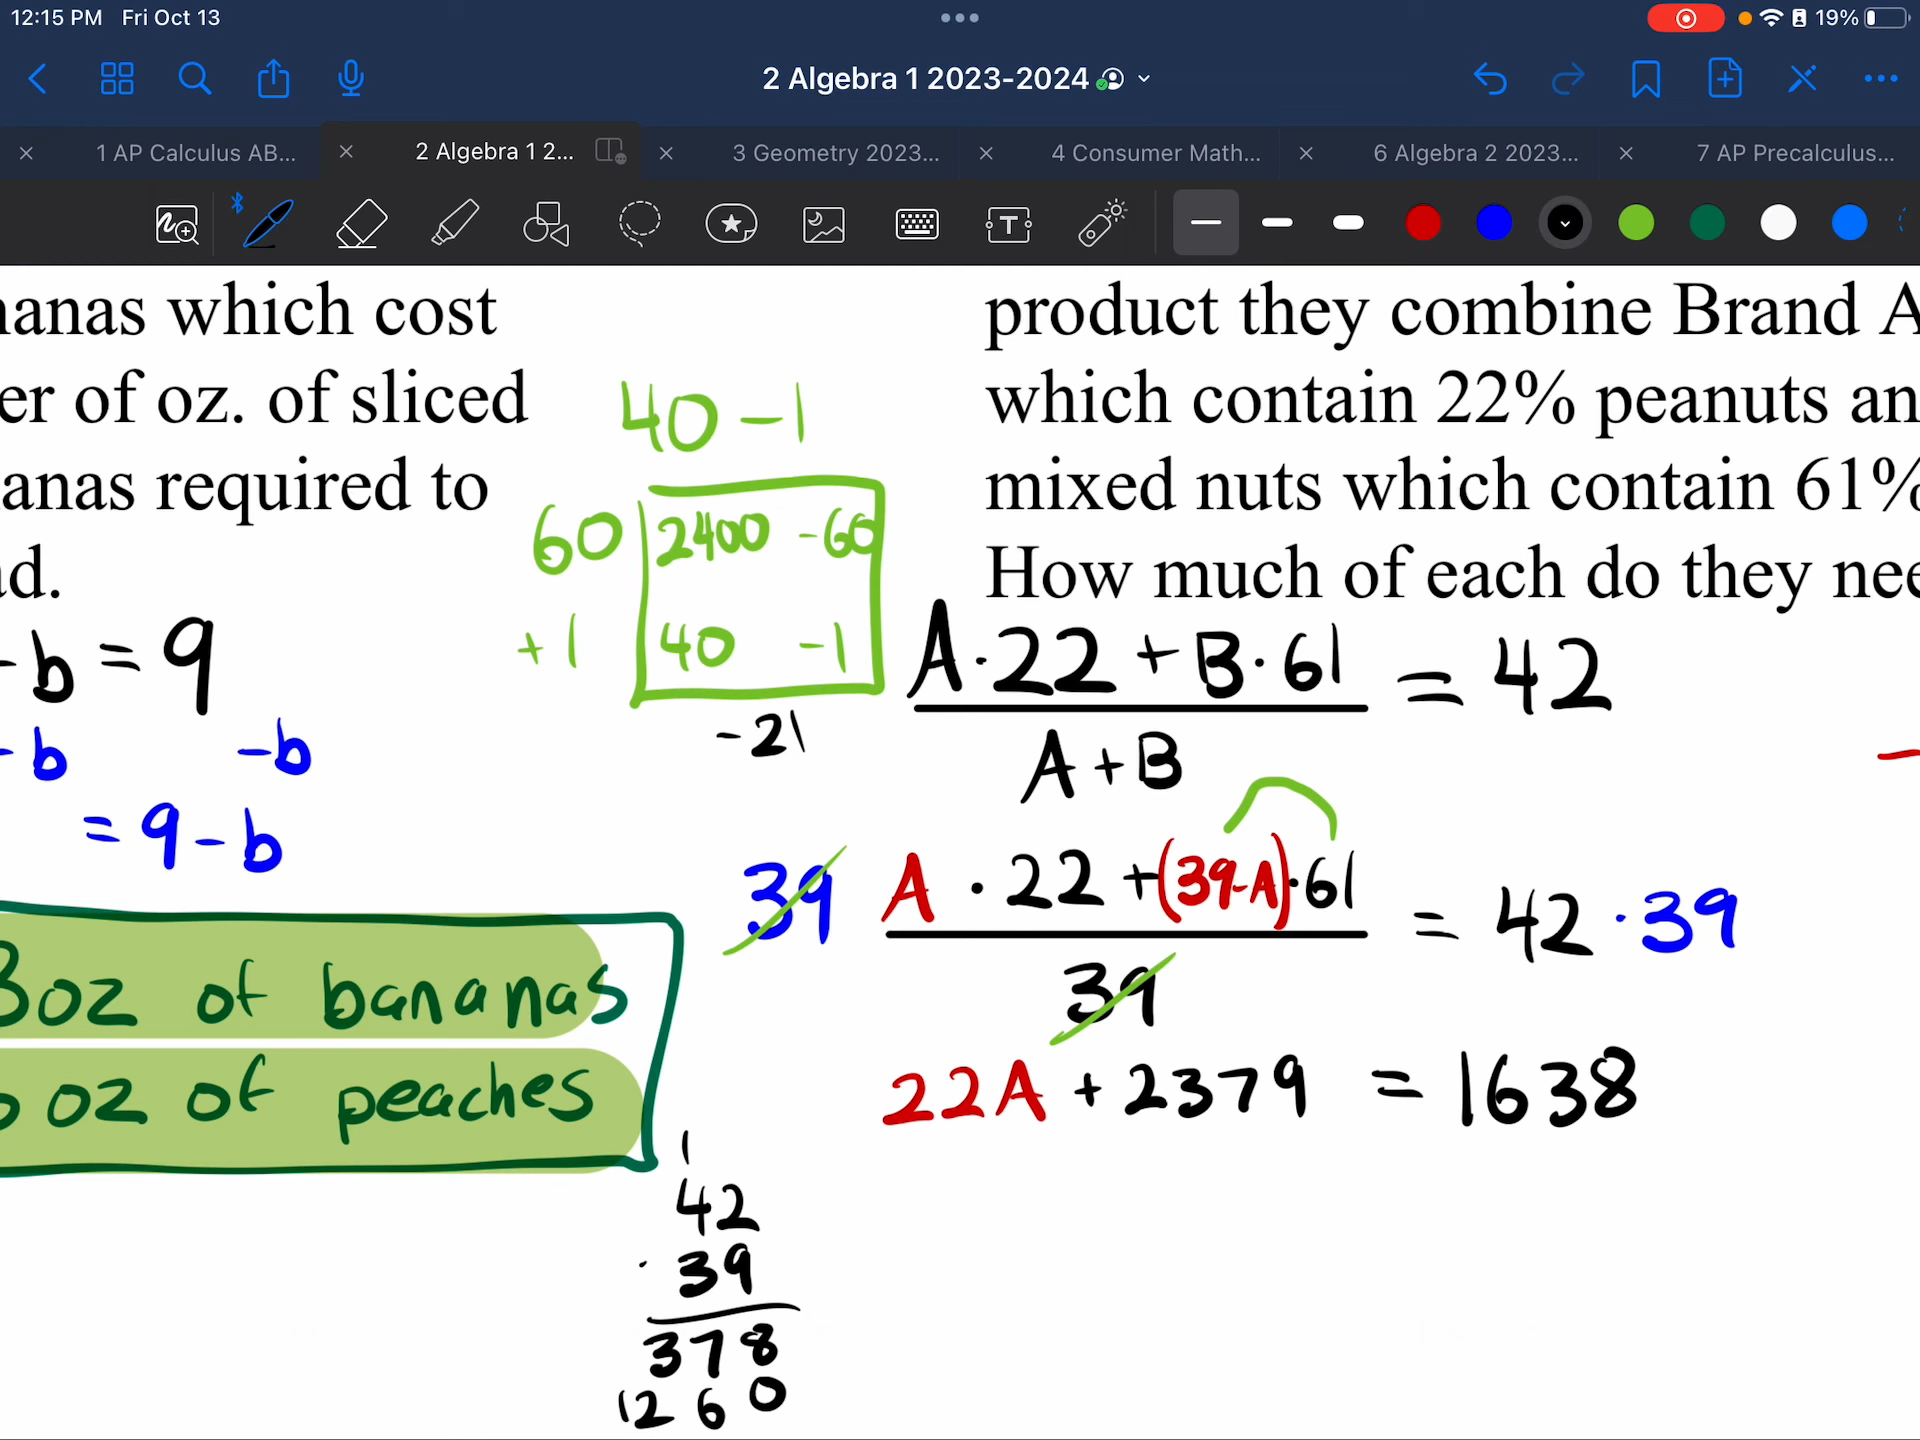 12:15 PM Fri Oct 13
19%
2 Algebra 1 2023-2024
1 AP Calculus AB...
2 Algebra 1 2...
3 Geometry 2023...
4 Consumer Math...
6 Algebra 2 2023...
7 AP Precalculus...
T
which cost
er of oz. of sliced
required to
40 - 1
60 2400 - 60
+ 1 40 - 1
- 21
- b = 9
- b - b
= 9 - b
oz of bananas
oz of peaches
1
42
· 39
378
1260
product they combine Brand A
which contain 22% peanuts an
mixed nuts which contain 61%
How much of each do they nee
A · 22 + B · 61 = 42
A + B
39 A · 22 + (39-A) · 61 = 42 · 39
39
22A + 2379 = 1638